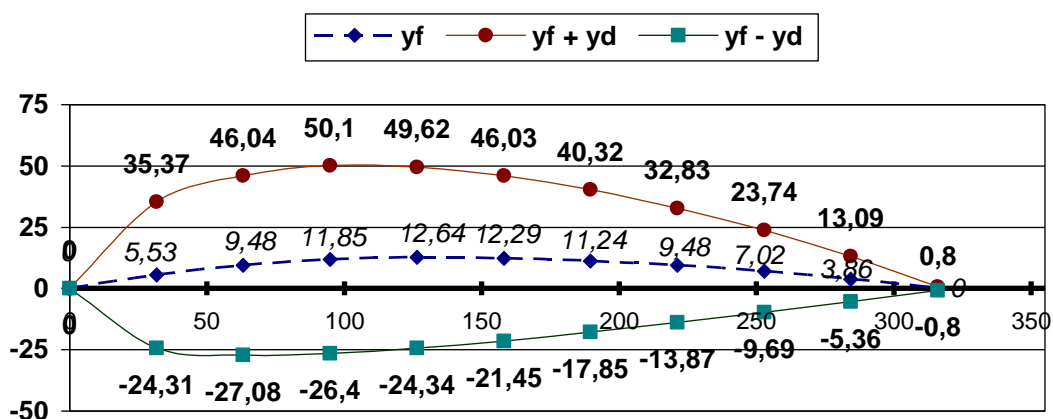 yf yf + yd yf - yd
75
50
25
0
-25
-50
0 35,37 46,04 50,1 49,62 46,03 40,32 32,83 23,74 13,09 0,8
5,53 9,48 11,85 12,64 12,29 11,24 9,48 7,02 3,86 0
0 50 100 150 200 250 300 350
-24,31 -27,08 -26,4 -24,34 -21,45 -17,85 -13,87 -9,69 -5,36 -0,8